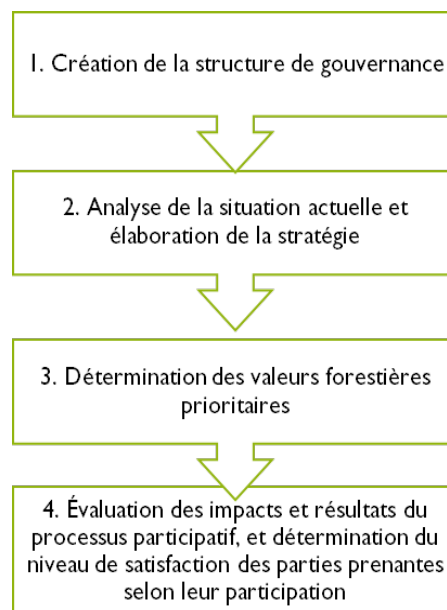 1. Création de la structure de gouvernance
2. Analyse de la situation actuelle et
élaboration de la stratégie
3. Détermination des valeurs forestières
prioritaires
4. Évaluation des impacts et résultats du
processus participatif, et détermination du
niveau de satisfaction des parties prenantes
selon leur participation